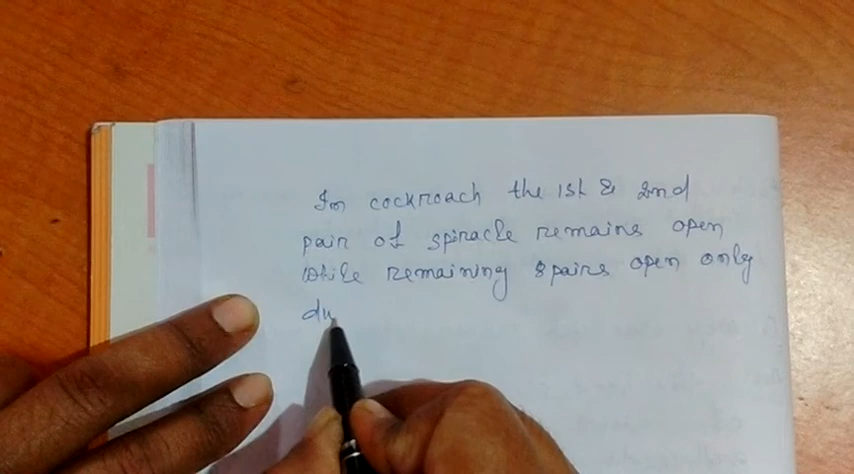 In cockroach the 1st & 2nd
pair of spiracle remains open
while remaining 8 pairs open only
du